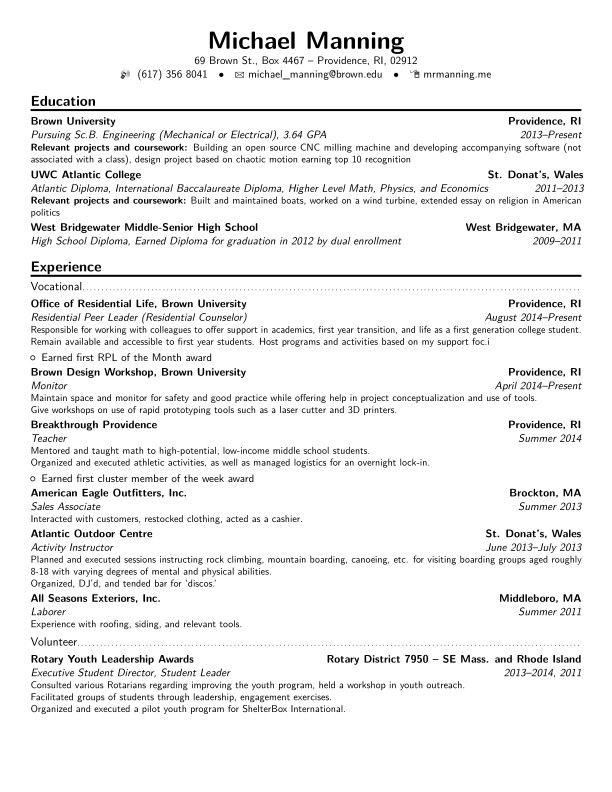 Michael Manning
69 Brown St., Box 4467 – Providence, RI, 02912
(617) 356 8041 • michael_manning@brown.edu • mrmanning.me
Education
Brown University Providence, RI
Pursuing Sc.B. Engineering (Mechanical or Electrical), 3.64 GPA 2013–Present
Relevant projects and coursework: Building an open source CNC milling machine and developing accompanying software (not
associated with a class), design project based on chaotic motion earning top 10 recognition
UWC Atlantic College St. Donat's, Wales
Atlantic Diploma, International Baccalaureate Diploma, Higher Level Math, Physics, and Economics 2011–2013
Relevant projects and coursework: Built and maintained boats, worked on a wind turbine, extended essay on religion in American
politics
West Bridgewater Middle-Senior High School West Bridgewater, MA
High School Diploma, Earned Diploma for graduation in 2012 by dual enrollment 2009–2011
Experience
Vocational
Office of Residential Life, Brown University Providence, RI
Residential Peer Leader (Residential Counselor) August 2014–Present
Responsible for working with colleagues to offer support in academics, first year transition, and life as a first generation college student.
Remain available and accessible to first year students. Host programs and activities based on my support foc.i
○ Earned first RPL of the Month award
Brown Design Workshop, Brown University Providence, RI
Monitor April 2014–Present
Maintain space and monitor for safety and good practice while offering help in project conceptualization and use of tools.
Give workshops on use of rapid prototyping tools such as a laser cutter and 3D printers.
Breakthrough Providence Providence, RI
Teacher Summer 2014
Mentored and taught math to high-potential, low-income middle school students.
Organized and executed athletic activities, as well as managed logistics for an overnight lock-in.
○ Earned first cluster member of the week award
American Eagle Outfitters, Inc. Brockton, MA
Sales Associate Summer 2013
Interacted with customers, restocked clothing, acted as a cashier.
Atlantic Outdoor Centre St. Donat's, Wales
Activity Instructor June 2013–July 2013
Planned and executed sessions instructing rock climbing, mountain boarding, canoeing, etc. for visiting boarding groups aged roughly
8-18 with varying degrees of mental and physical abilities.
Organized, DJ'd, and tended bar for 'discos.'
All Seasons Exteriors, Inc. Middleboro, MA
Laborer Summer 2011
Experience with roofing, siding, and relevant tools.
Volunteer
Rotary Youth Leadership Awards Rotary District 7950 – SE Mass. and Rhode Island
Executive Student Director, Student Leader 2013–2014, 2011
Consulted various Rotarians regarding improving the youth program, held a workshop in youth outreach.
Facilitated groups of students through leadership, engagement exercises.
Organized and executed a pilot youth program for ShelterBox International.